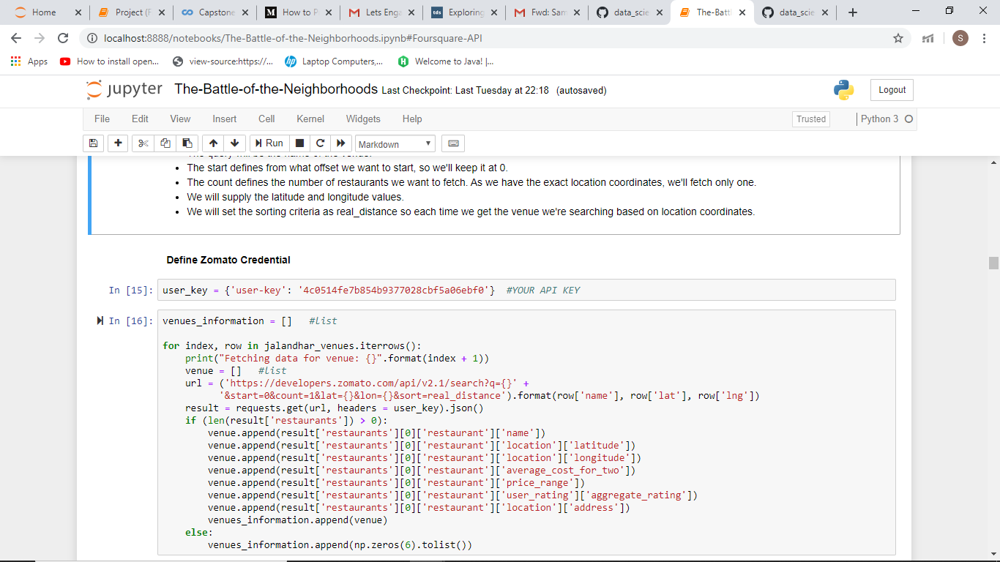 Home
Project (F
Capstone
How to P
Lets Enga
Exploring
Fwd: Sam
data_scie
The-Battl
data_scie
localhost:8888/notebooks/The-Battle-of-the-Neighborhoods.ipynb#Foursquare-API
S
Apps
How to install open...
view-source:https://...
Laptop Computers,...
Welcome to Java! |...
jupyter The-Battle-of-the-Neighborhoods Last Checkpoint: Last Tuesday at 22:18 (autosaved)
Logout
File Edit View Insert Cell Kernel Widgets Help
Trusted
Python 3
Run
Markdown
The query will be the name of the venue.
• The start defines from what offset we want to start, so we'll keep it at 0.
• The count defines the number of restaurants we want to fetch. As we have the exact location coordinates, we'll fetch only one.
• We will supply the latitude and longitude values.
• We will set the sorting criteria as real_distance so each time we get the venue we're searching based on location coordinates.
Define Zomato Credential
In [15]: user_key = {'user-key': '4c0514fe7b854b9377028cbf5a06ebf0'}  #YOUR API KEY
In [16]: venues_information = []   #list
for index, row in jalandhar_venues.iterrows():
    print("Fetching data for venue: {}".format(index + 1))
    venue = []   #list
    url = ('https://developers.zomato.com/api/v2.1/search?q={}' +
          '&start=0&count=1&lat={}&lon={}&sort=real_distance').format(row['name'], row['lat'], row['lng'])
    result = requests.get(url, headers = user_key).json()
    if (len(result['restaurants']) > 0):
        venue.append(result['restaurants'][0]['restaurant']['name'])
        venue.append(result['restaurants'][0]['restaurant']['location']['latitude'])
        venue.append(result['restaurants'][0]['restaurant']['location']['longitude'])
        venue.append(result['restaurants'][0]['restaurant']['average_cost_for_two'])
        venue.append(result['restaurants'][0]['restaurant']['price_range'])
        venue.append(result['restaurants'][0]['restaurant']['user_rating']['aggregate_rating'])
        venue.append(result['restaurants'][0]['restaurant']['location']['address'])
        venues_information.append(venue)
    else:
        venues_information.append(np.zeros(6).tolist())